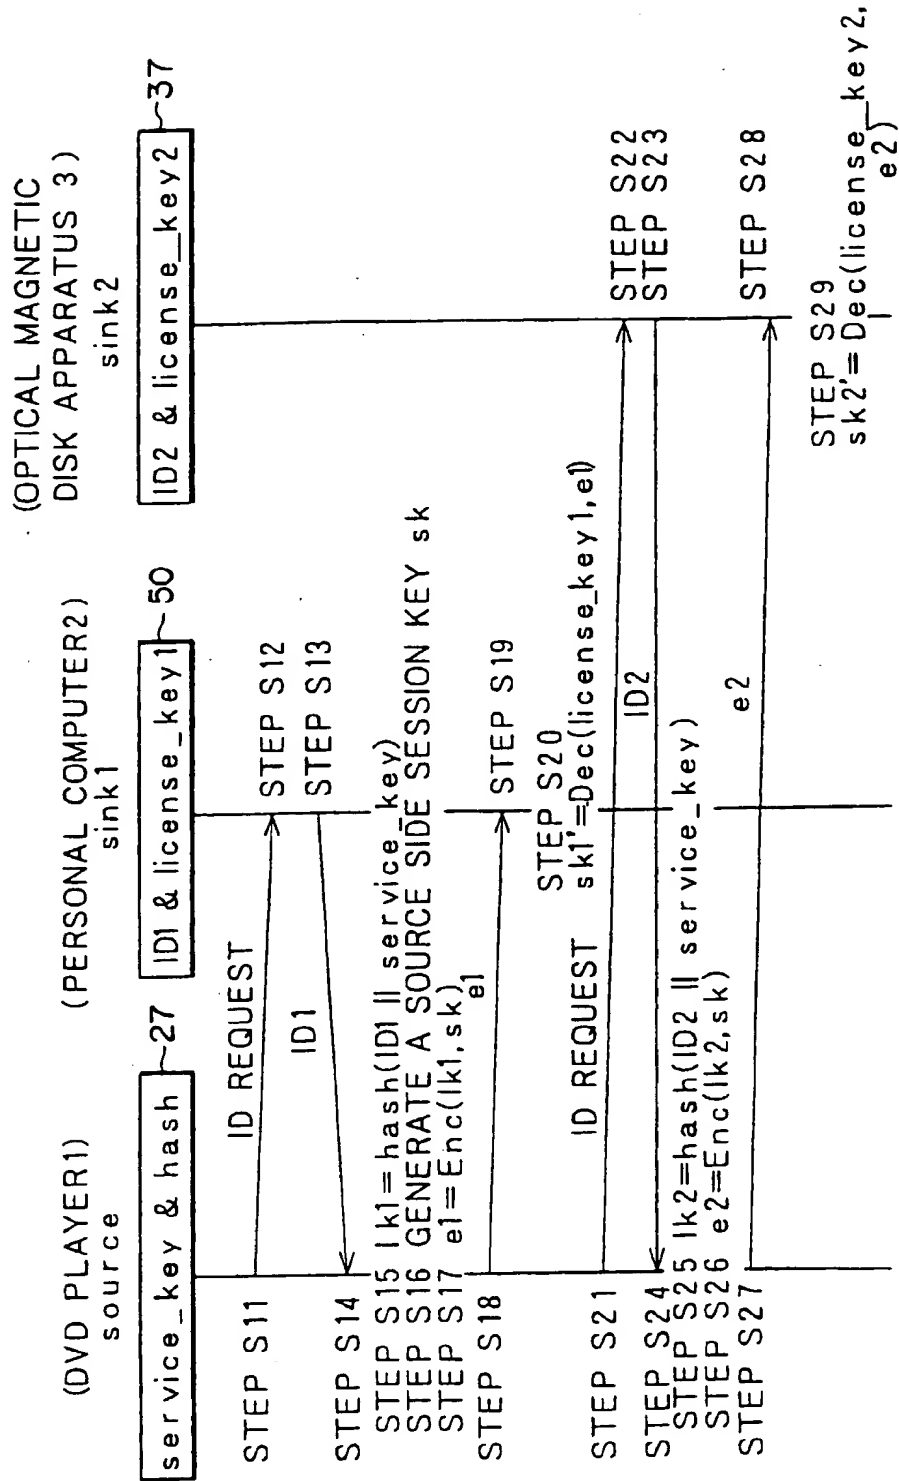 (DVD PLAYER1)
source
service_key & hash
27
(PERSONAL COMPUTER2)
sink1
ID1 & license_key1
50
(OPTICAL MAGNETIC
DISK APPARATUS 3)
sink2
ID2 & license_key2
37
STEP S11
ID REQUEST
STEP S12
STEP S13
ID1
STEP S14
STEP S15 lk1=hash(ID1 || service_key)
STEP S16 GENERATE A SOURCE SIDE SESSION KEY sk
STEP S17 e1=Enc(lk1,sk)
STEP S18
e1
STEP S19
STEP S20
sk1'=Dec(license_key1,e1)
STEP S21
ID REQUEST
STEP S22
STEP S23
ID2
STEP S24
STEP S25 lk2=hash(ID2 || service_key)
STEP S26 e2=Enc(lk2,sk)
STEP S27
e2
STEP S28
STEP S29
sk2'=Dec(license_key2,
e2)